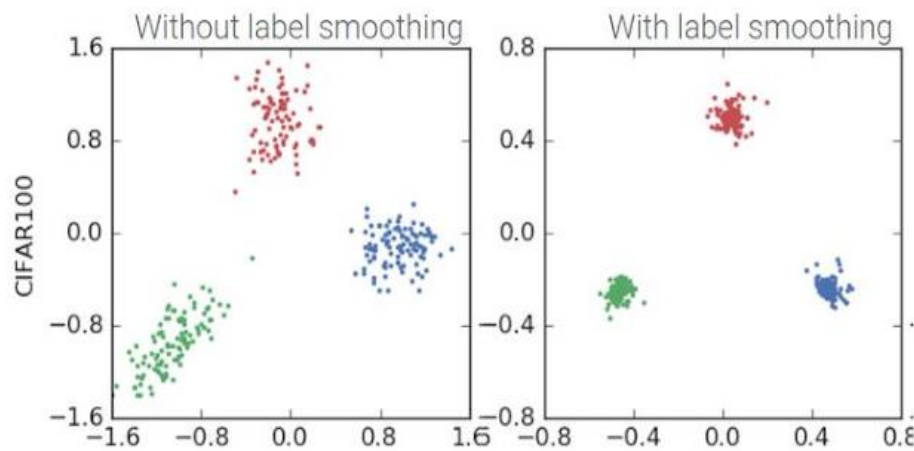 Without label smoothing
With label smoothing
CIFAR100
1.6
0.8
0.0
−0.8
−1.6
−1.6 −0.8 0.0 0.8 1.6
0.8
0.4
0.0
−0.4
−0.8
−0.8 −0.4 0.0 0.4 0.8